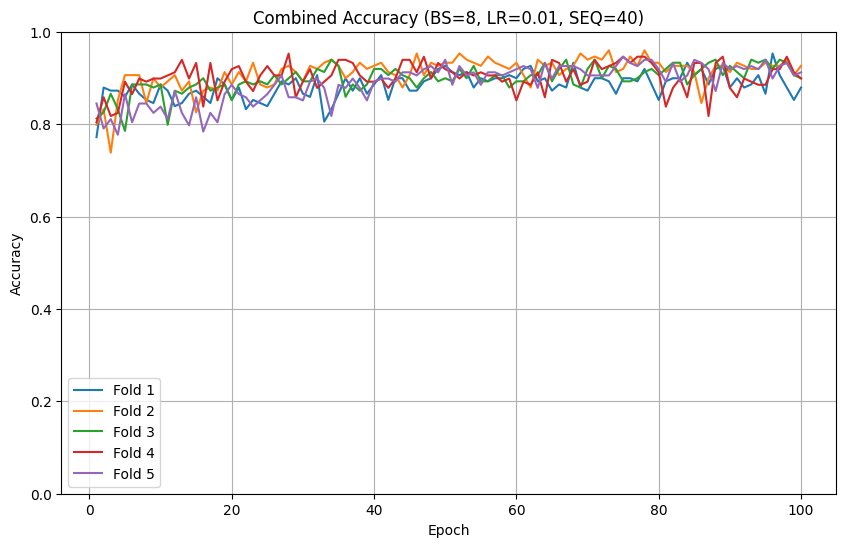 Combined Accuracy (BS=8, LR=0.01, SEQ=40)
1.0
0.8
0.6
0.4
0.2
0.0
Accuracy
Fold 1
Fold 2
Fold 3
Fold 4
Fold 5
0 20 40 60 80 100
Epoch